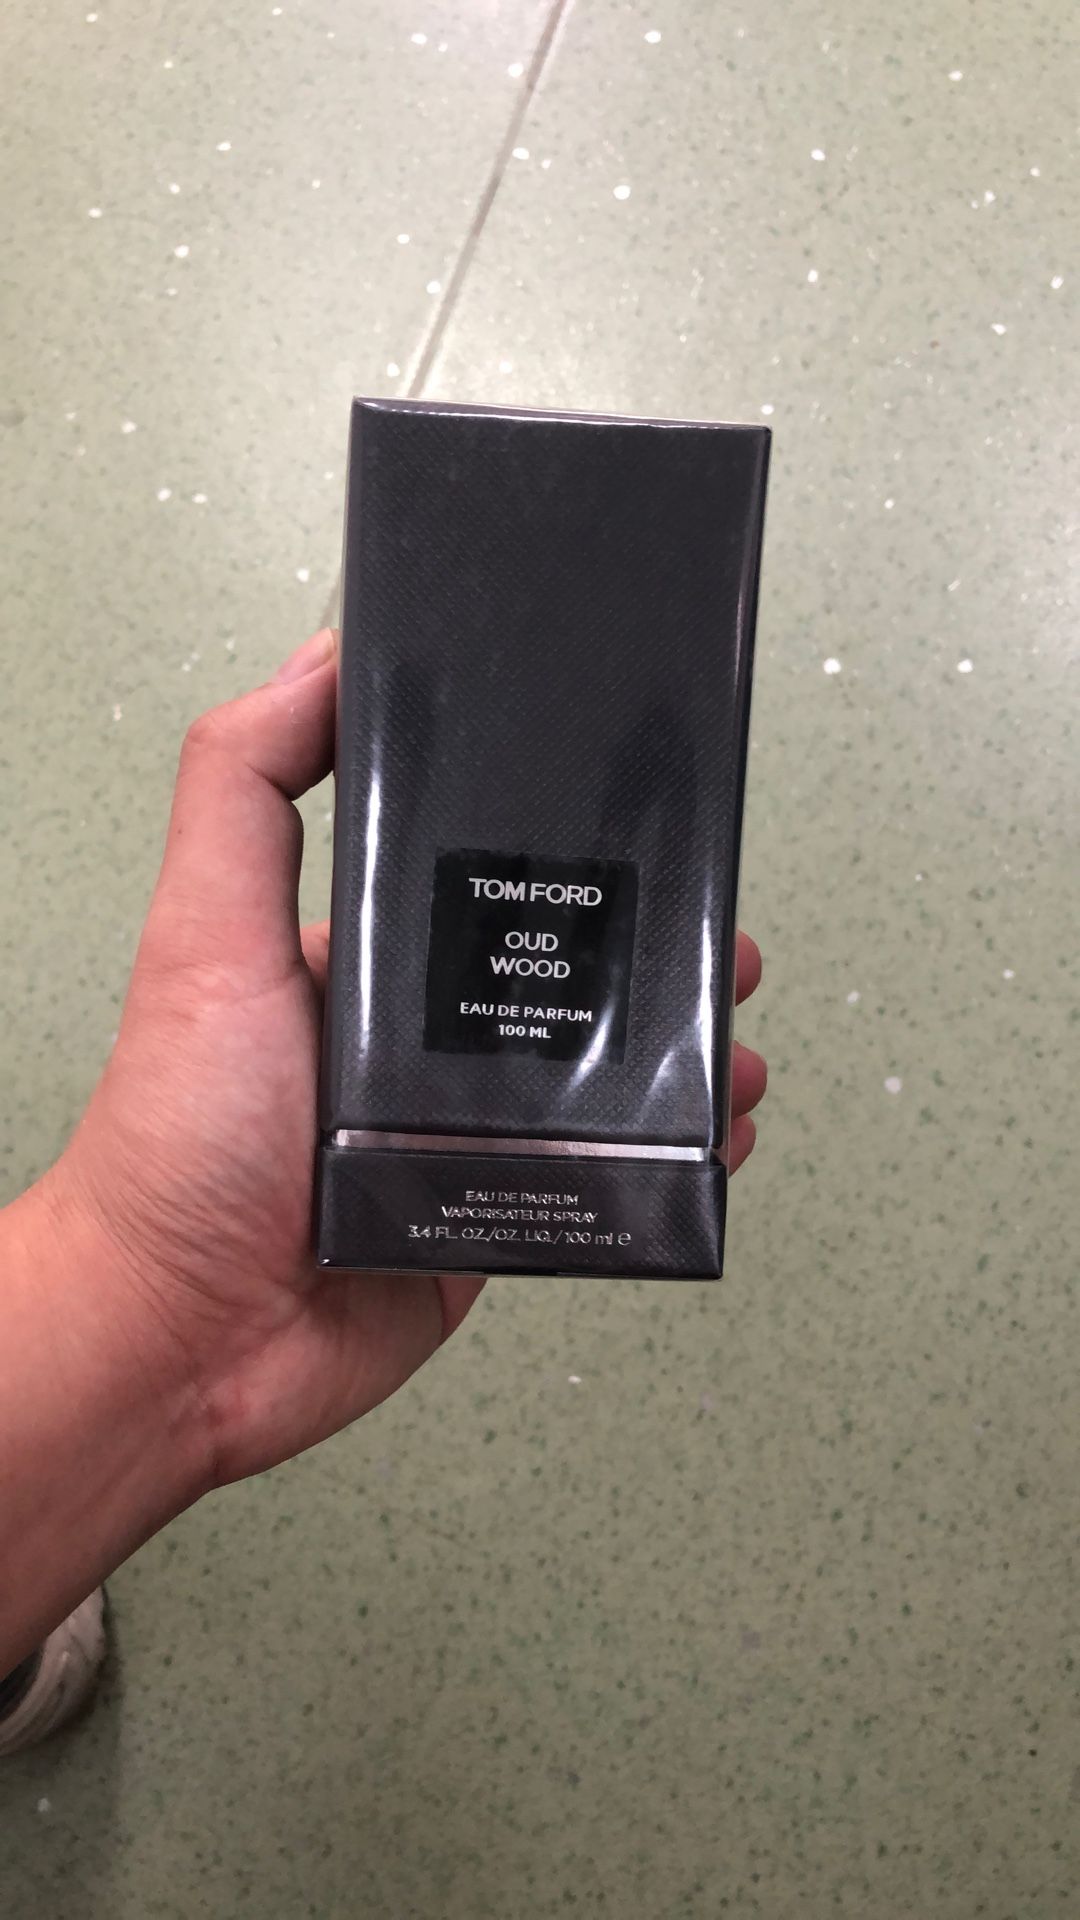 TOM FORD
OUD
WOOD
EAU DE PARFUM
100 ML
EAU DE PARFUM
VAPORISATEUR SPRAY
3.4 FL. OZ./OZ. LIQ./100 ml ℮